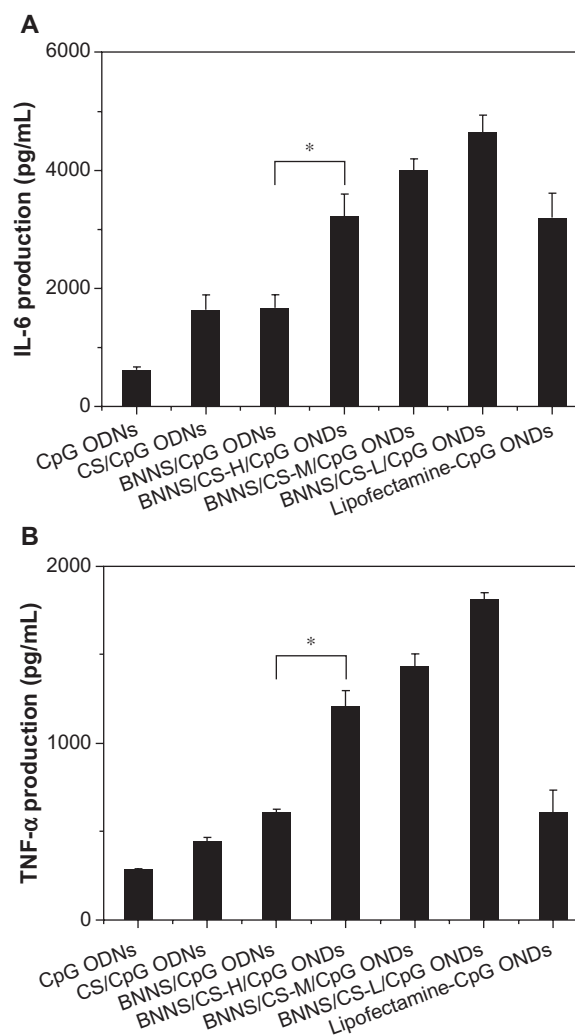 A
IL-6 production (pg/mL)
6000
4000
2000
0
*
CpG ODNs
CS/CpG ODNs
BNNS/CpG ODNs
BNNS/CS-H/CpG ONDs
BNNS/CS-M/CpG ONDs
BNNS/CS-L/CpG ONDs
Lipofectamine-CpG ONDs
B
TNF-α production (pg/mL)
2000
1000
0
*
CpG ODNs
CS/CpG ODNs
BNNS/CpG ODNs
BNNS/CS-H/CpG ONDs
BNNS/CS-M/CpG ONDs
BNNS/CS-L/CpG ONDs
Lipofectamine-CpG ONDs